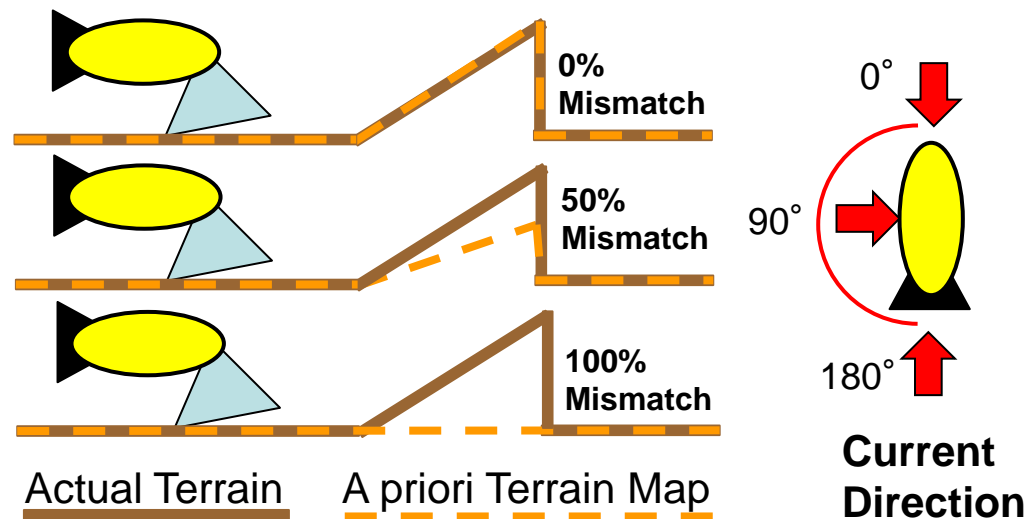 0%
Mismatch
50%
Mismatch
100%
Mismatch
Actual Terrain
A priori Terrain Map
0°
90°
180°
Current
Direction